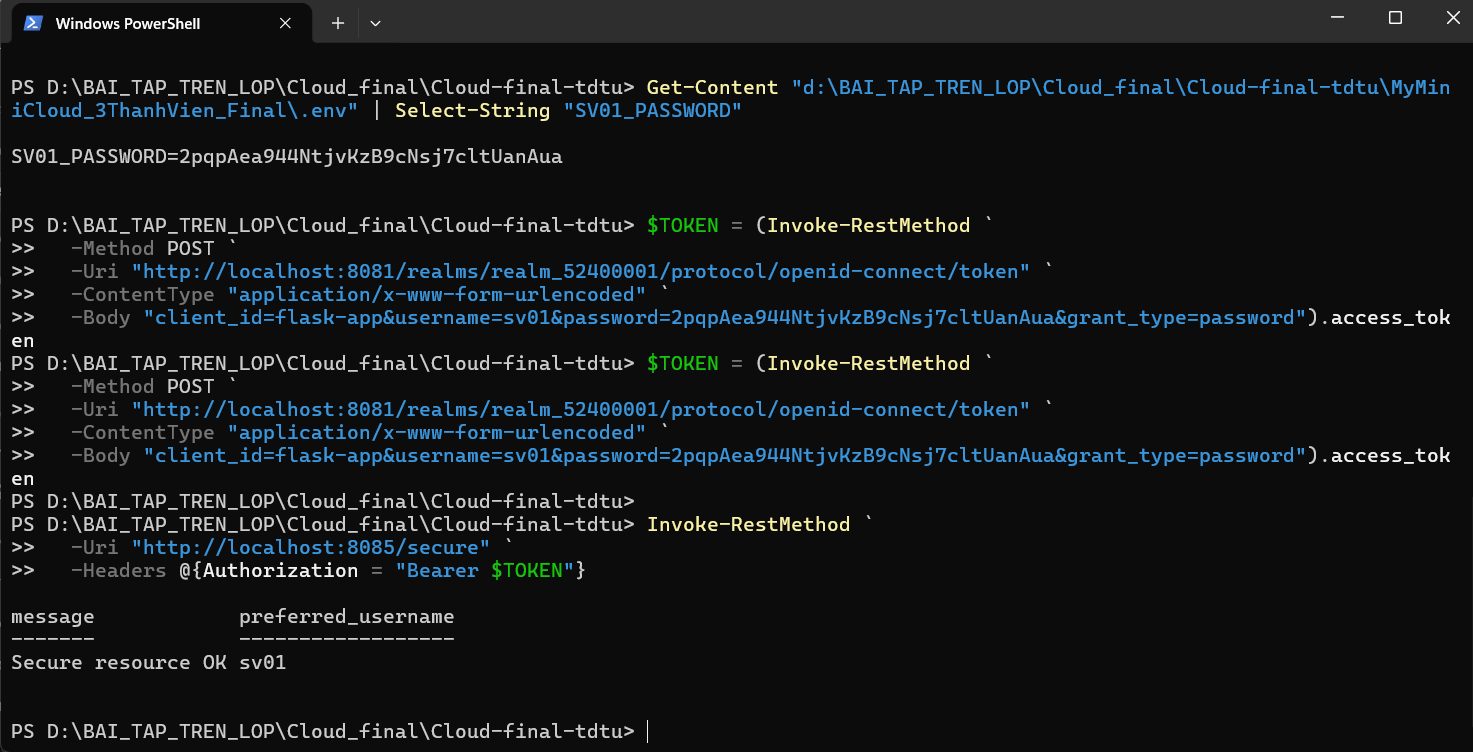 Windows PowerShell
PS D:\BAI_TAP_TREN_LOP\Cloud_final\Cloud-final-tdtu> Get-Content "d:\BAI_TAP_TREN_LOP\Cloud_final\Cloud-final-tdtu\MyMin
iCloud_3ThanhVien_Final\.env" | Select-String "SV01_PASSWORD"
SV01_PASSWORD=2pqpAea944NtjvKzB9cNsj7cltUanAua
PS D:\BAI_TAP_TREN_LOP\Cloud_final\Cloud-final-tdtu> $TOKEN = (Invoke-RestMethod `
>>   -Method POST `
>>   -Uri "http://localhost:8081/realms/realm_52400001/protocol/openid-connect/token" `
>>   -ContentType "application/x-www-form-urlencoded" `
>>   -Body "client_id=flask-app&username=sv01&password=2pqpAea944NtjvKzB9cNsj7cltUanAua&grant_type=password").access_tok
en
PS D:\BAI_TAP_TREN_LOP\Cloud_final\Cloud-final-tdtu> $TOKEN = (Invoke-RestMethod `
>>   -Method POST `
>>   -Uri "http://localhost:8081/realms/realm_52400001/protocol/openid-connect/token" `
>>   -ContentType "application/x-www-form-urlencoded" `
>>   -Body "client_id=flask-app&username=sv01&password=2pqpAea944NtjvKzB9cNsj7cltUanAua&grant_type=password").access_tok
en
PS D:\BAI_TAP_TREN_LOP\Cloud_final\Cloud-final-tdtu>
PS D:\BAI_TAP_TREN_LOP\Cloud_final\Cloud-final-tdtu> Invoke-RestMethod `
>>   -Uri "http://localhost:8085/secure" `
>>   -Headers @{Authorization = "Bearer $TOKEN"}
message            preferred_username
-------            ------------------
Secure resource OK sv01
PS D:\BAI_TAP_TREN_LOP\Cloud_final\Cloud-final-tdtu>